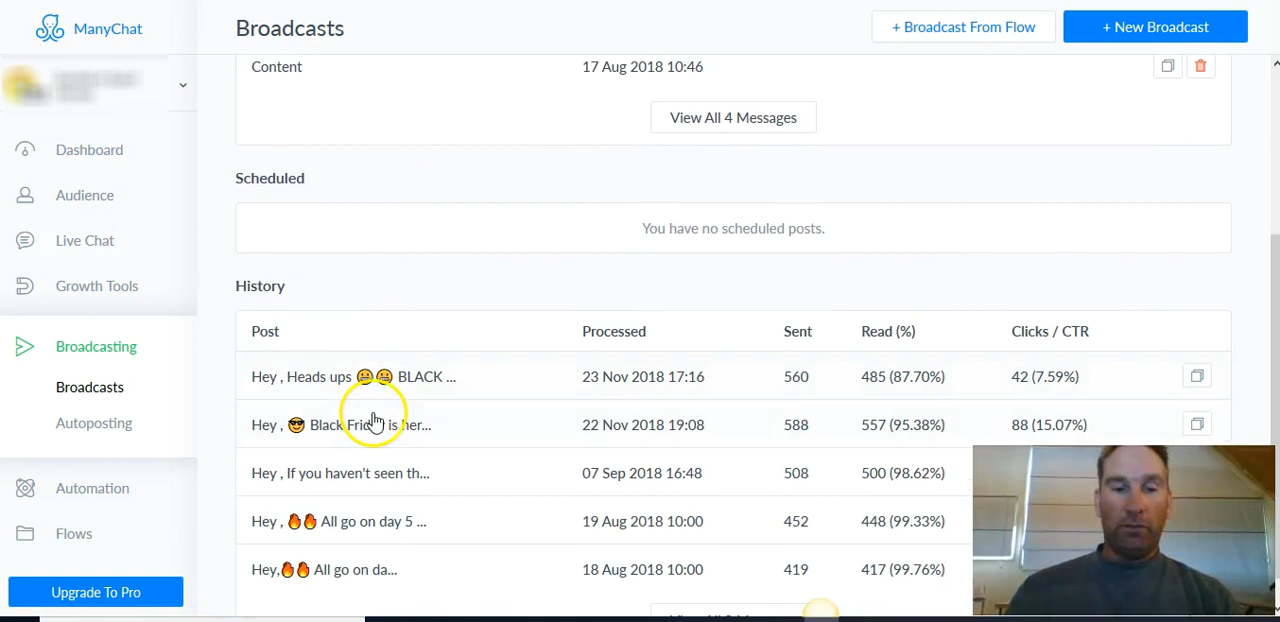 ManyChat
Broadcasts
+ Broadcast From Flow
+ New Broadcast
Content 17 Aug 2018 10:46
View All 4 Messages
Dashboard
Audience
Live Chat
Growth Tools
Broadcasting
Broadcasts
Autoposting
Automation
Flows
Upgrade To Pro
Scheduled
You have no scheduled posts.
History
Post Processed Sent Read (%) Clicks / CTR
Hey , Heads ups 😬😬 BLACK ... 23 Nov 2018 17:16 560 485 (87.70%) 42 (7.59%)
Hey , 😎 Black Friday is her... 22 Nov 2018 19:08 588 557 (95.38%) 88 (15.07%)
Hey , If you haven't seen th... 07 Sep 2018 16:48 508 500 (98.62%)
Hey , 🔥🔥 All go on day 5 ... 19 Aug 2018 10:00 452 448 (99.33%)
Hey,🔥🔥 All go on da... 18 Aug 2018 10:00 419 417 (99.76%)